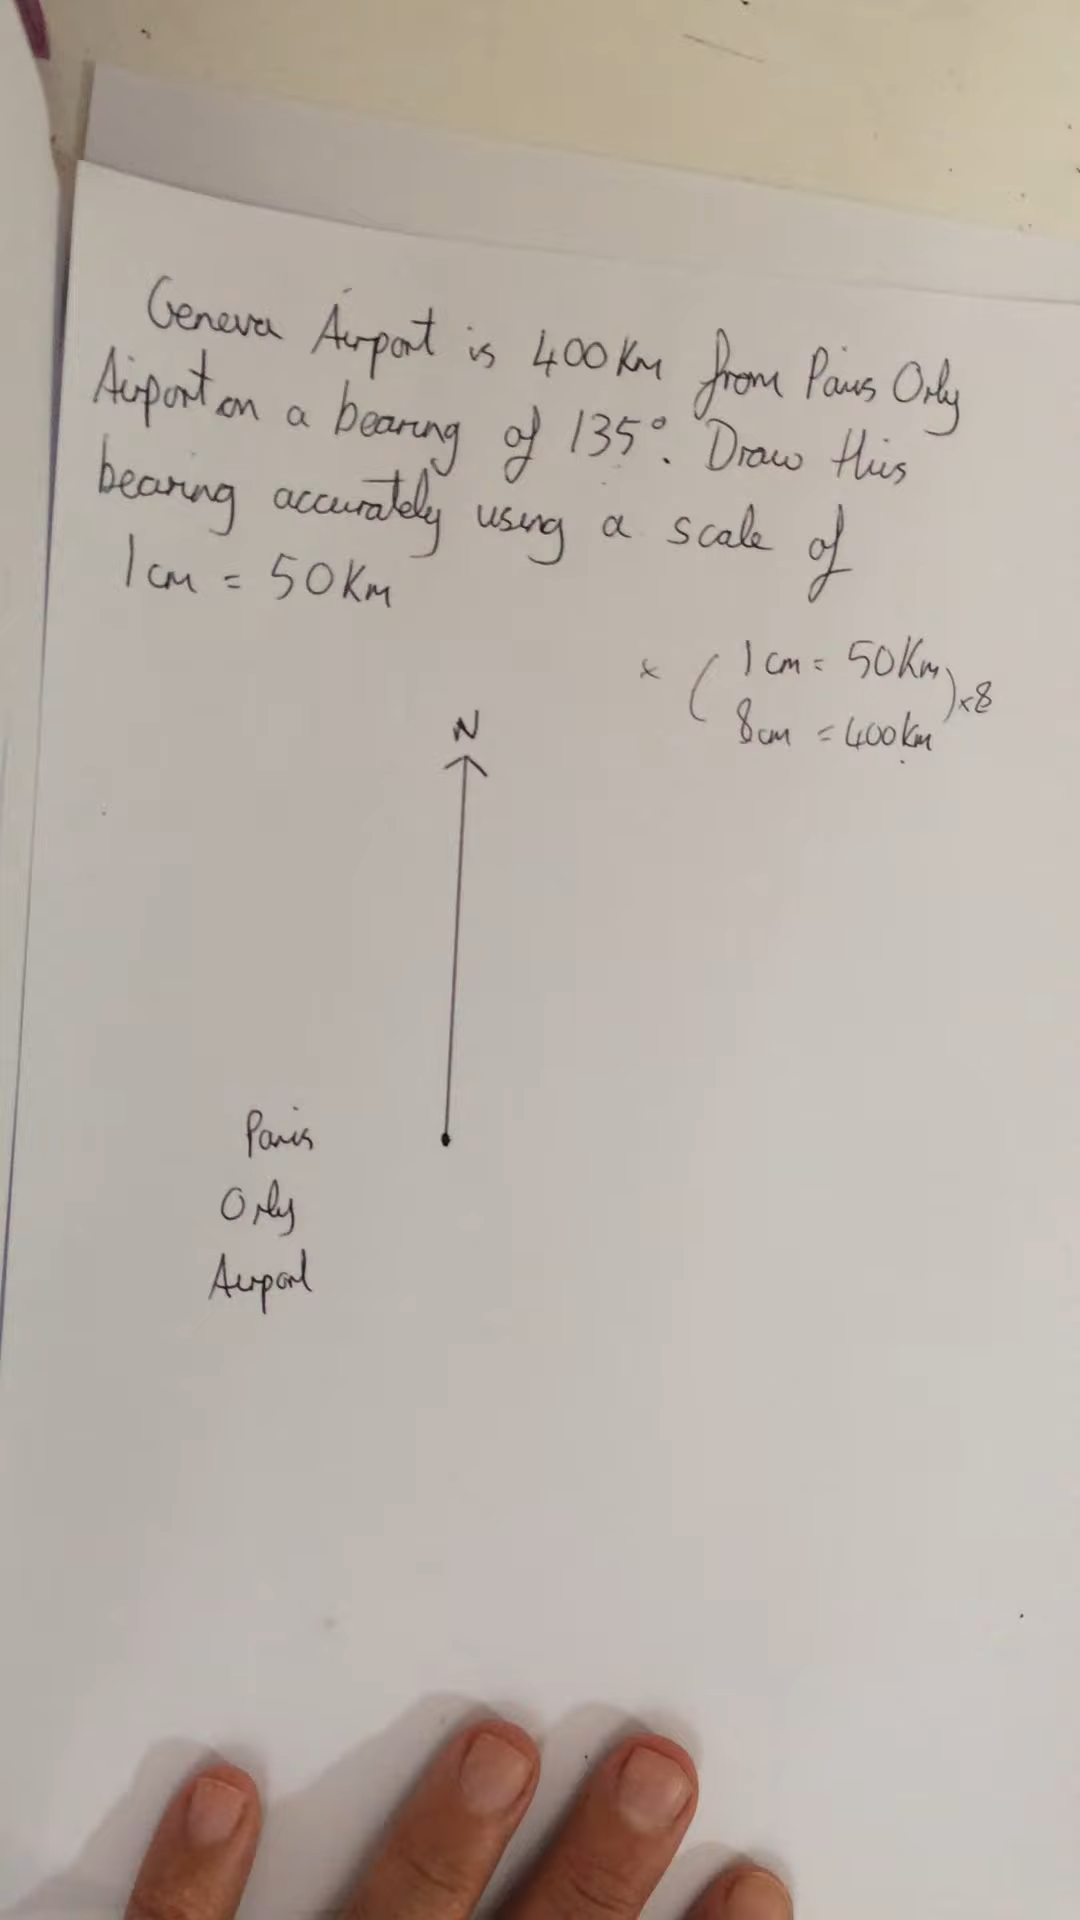 Geneva Airport is 400km from Paris Orly
Airport on a bearing of 135°. Draw this
bearing accurately using a scale of
1cm = 50Km
× ( 1cm = 50Km ) ×8
8cm = 400km
N
Paris
Orly
Airport